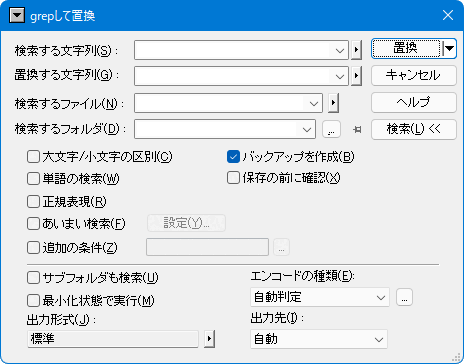 grepして置換
検索する文字列(S)： 置換
置換する文字列(G)： キャンセル
検索するファイル(N)： ヘルプ
検索するフォルダ(D)： ... 検索(L) <<
大文字/小文字の区別(C) バックアップを作成(B)
単語の検索(W) 保存の前に確認(X)
正規表現(R)
あいまい検索(F) 設定(Y)...
追加の条件(Z) ...
サブフォルダも検索(U) エンコードの種類(E):
最小化状態で実行(M) 自動判定 ...
出力形式(J)： 出力先(I)：
標準 自動